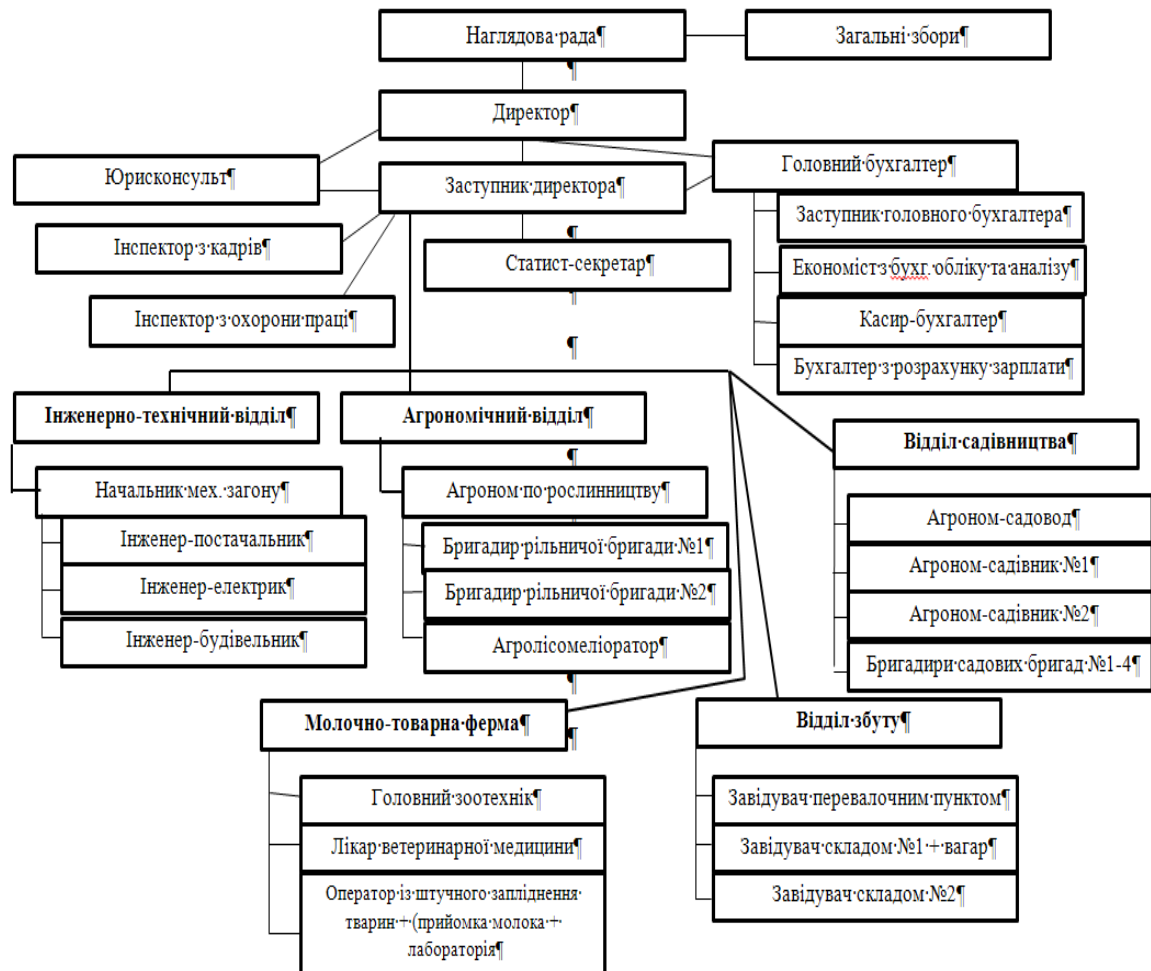 Наглядова рада¶
Загальні збори¶
¶
Директор¶
Юрисконсульт¶
Заступник директора¶
Головний бухгалтер¶
Заступник головного бухгалтера¶
Інспектор з кадрів¶
¶
Статист-секретар¶
Економіст з бухг. обліку та аналізу¶
¶
Інспектор з охорони праці¶
Касир-бухгалтер¶
¶
Бухгалтер з розрахунку зарплати¶
Інженерно-технічний відділ¶
Агрономічний відділ¶
Відділ садівництва¶
¶
Начальник мех. загону¶
Агроном по рослинництву¶
Агроном-садовод¶
¶
Інженер-постачальник¶
Бригадир рільничої бригади №1¶
Агроном-садівник №1¶
Інженер-електрик¶
Бригадир рільничої бригади №2¶
Агроном-садівник №2¶
Інженер-будівельник¶
Агролісомеліоратор¶
Бригадири садових бригад №1-4¶
¶
Молочно-товарна ферма¶
¶
Відділ збуту¶
Головний зоотехнік¶
Завідувач перевалочним пунктом¶
Лікар ветеринарної медицини¶
Завідувач складом №1 + вагар¶
Оператор із штучного запліднення
тварин + (прийомка молока +
лабораторія¶
Завідувач складом №2¶